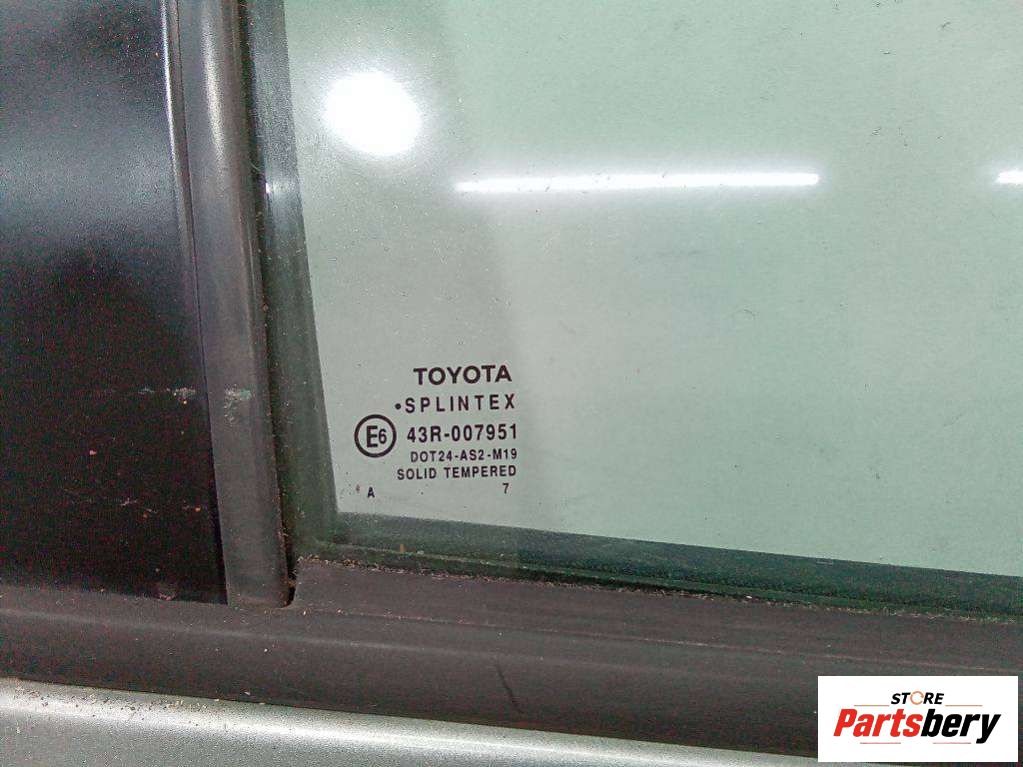 TOYOTA
•SPLINTEX
E6 43R-007951
DOT24-AS2-M19
SOLID TEMPERED
A 7
STORE
Partsbery